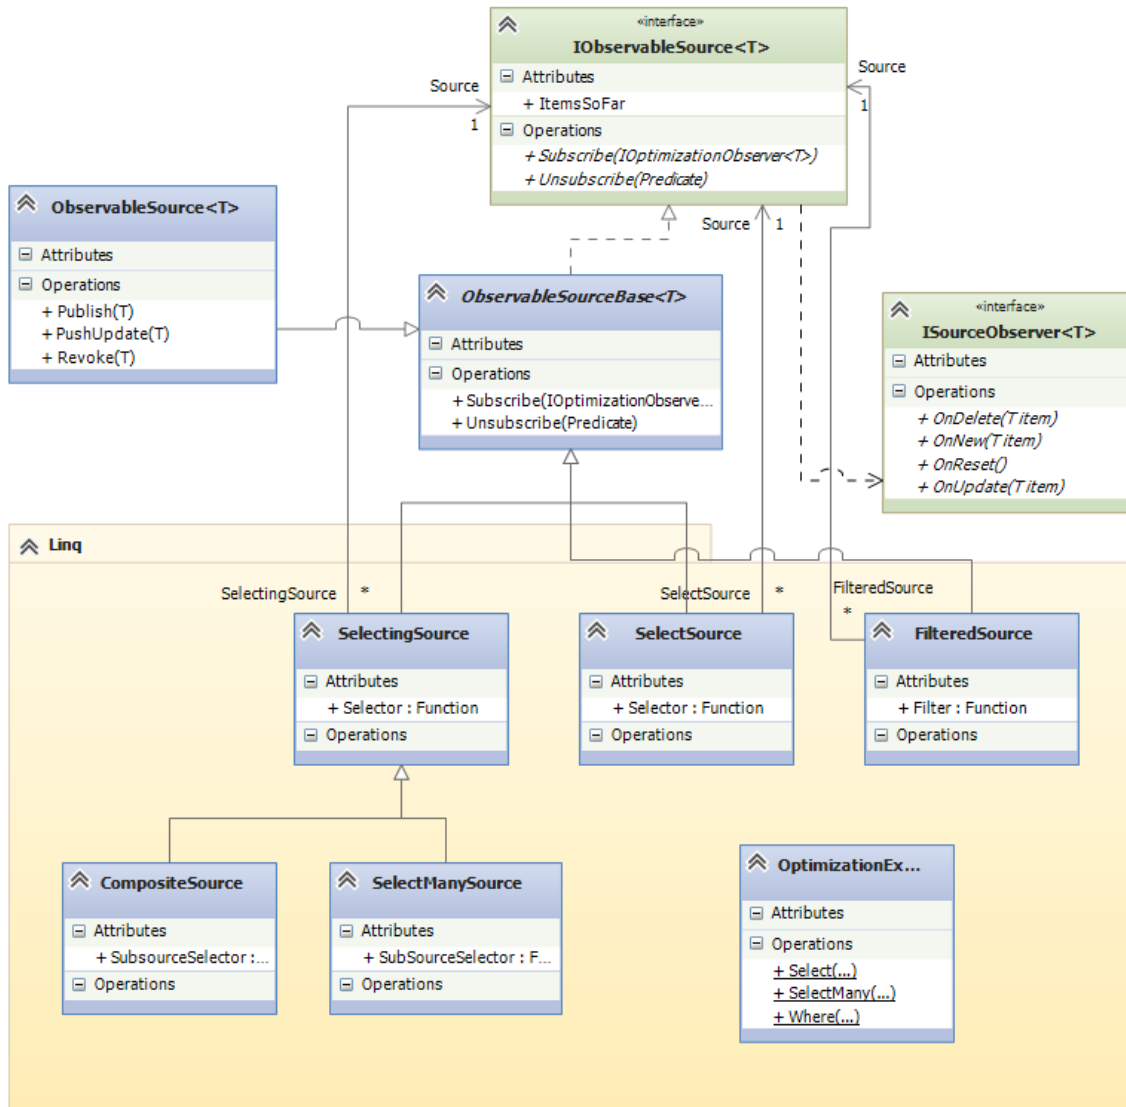 «interface»
IObservableSource<T>
Attributes
+ ItemsSoFar
Operations
+ Subscribe(IOptimizationObserver<T>)
+ Unsubscribe(Predicate)
Source
1
Source
1
Source
1
ObservableSource<T>
Attributes
Operations
+ Publish(T)
+ PushUpdate(T)
+ Revoke(T)
ObservableSourceBase<T>
Attributes
Operations
+ Subscribe(IOptimizationObserve...
+ Unsubscribe(Predicate)
«interface»
ISourceObserver<T>
Attributes
Operations
+ OnDelete(T item)
+ OnNew(T item)
+ OnReset()
+ OnUpdate(T item)
Linq
SelectingSource
*
SelectSource
*
FilteredSource
*
SelectingSource
Attributes
+ Selector : Function
Operations
SelectSource
Attributes
+ Selector : Function
Operations
FilteredSource
Attributes
+ Filter : Function
Operations
CompositeSource
Attributes
+ SubsourceSelector :...
Operations
SelectManySource
Attributes
+ SubSourceSelector : F...
Operations
OptimizationEx...
Attributes
Operations
+ Select(...)
+ SelectMany(...)
+ Where(...)